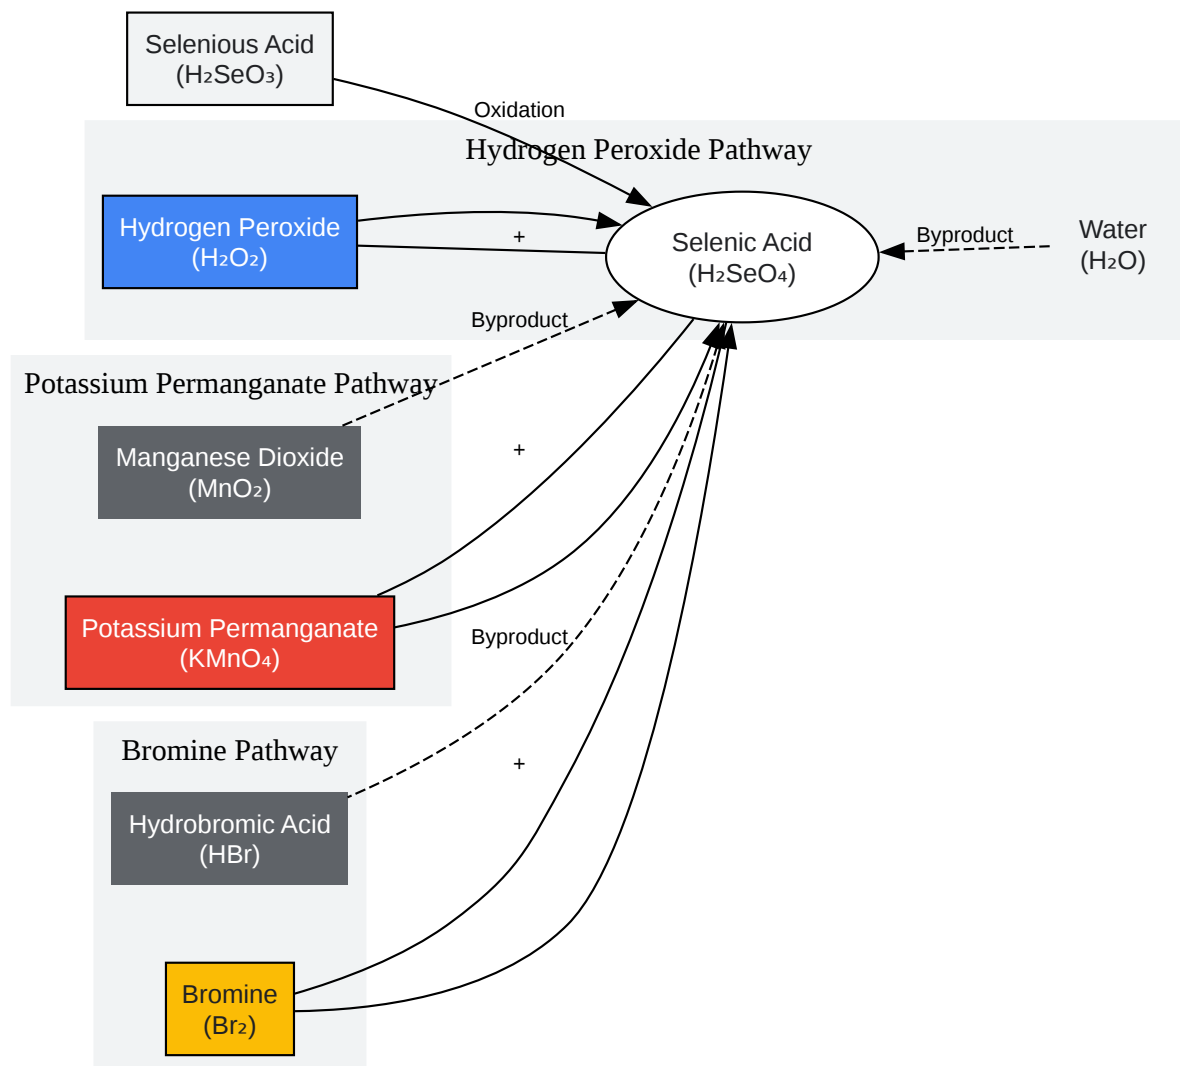 Selenious Acid
(H₂SeO₃)
Oxidation
Hydrogen Peroxide Pathway
Hydrogen Peroxide
(H₂O₂)
+
Selenic Acid
(H₂SeO₄)
Byproduct
Water
(H₂O)
Byproduct
Potassium Permanganate Pathway
Manganese Dioxide
(MnO₂)
+
Potassium Permanganate
(KMnO₄)
Byproduct
Bromine Pathway
+
Hydrobromic Acid
(HBr)
Bromine
(Br₂)